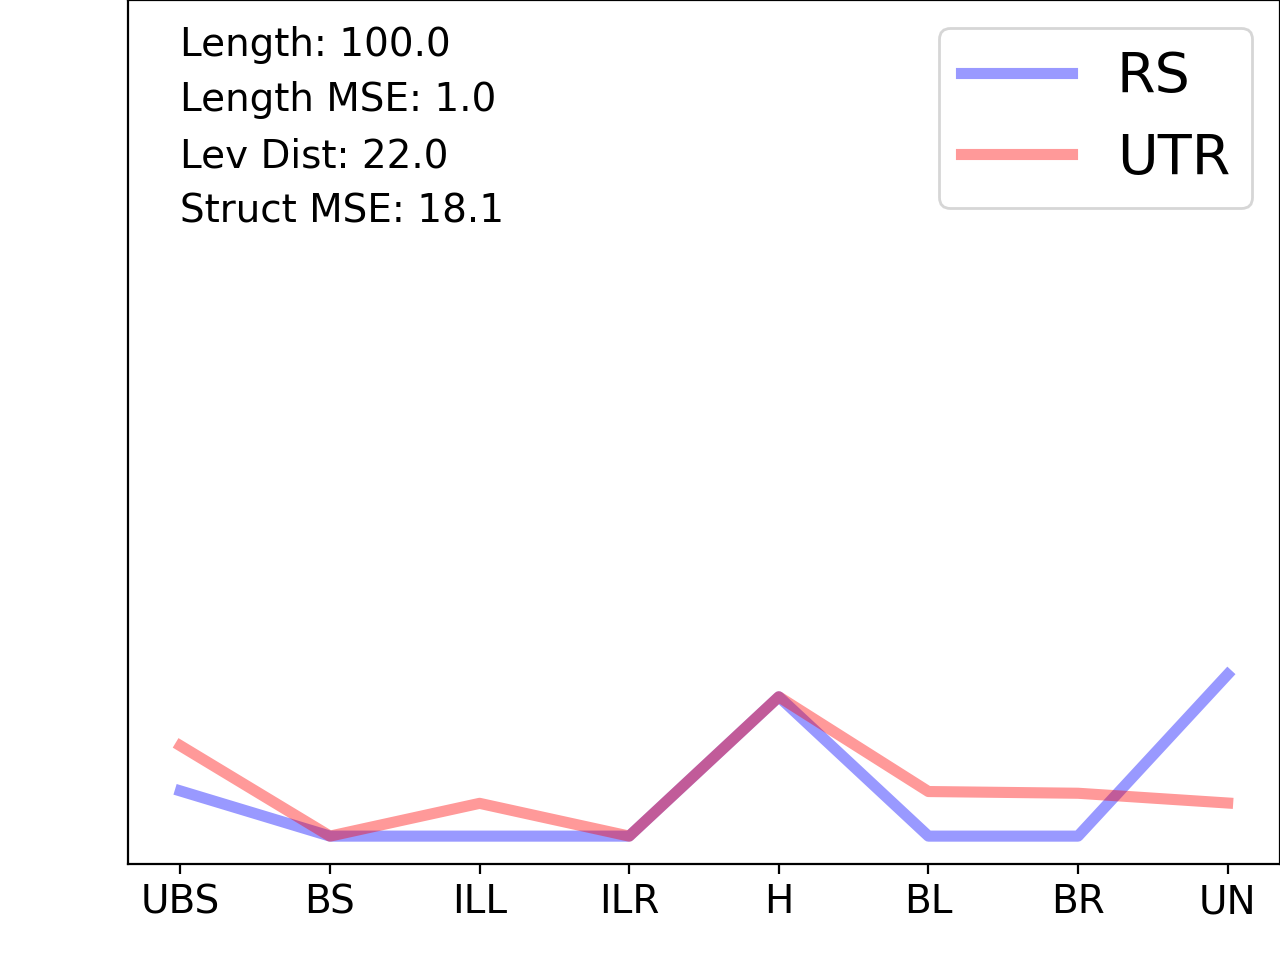 Length: 100.0
Length MSE: 1.0
Lev Dist: 22.0
Struct MSE: 18.1
RS
UTR
UBS BS ILL ILR H BL BR UN